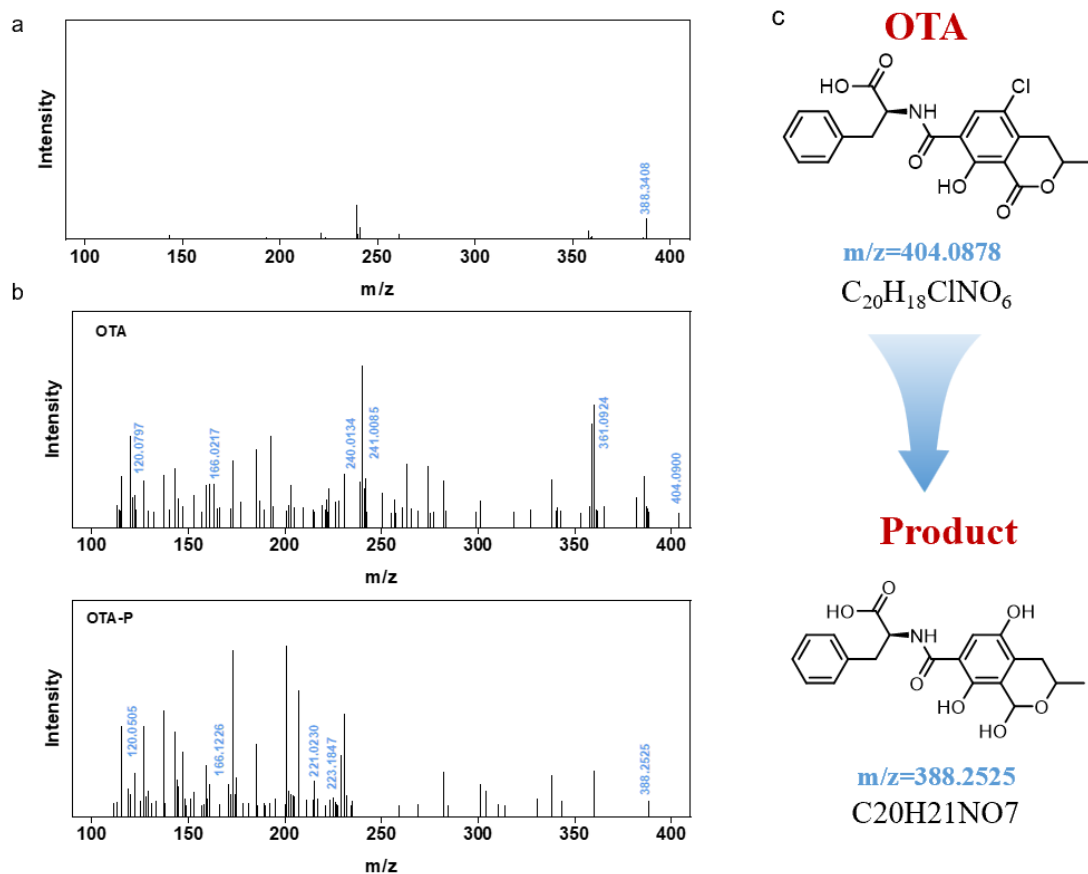 a
Intensity
388.3408
100 150 200 250 300 350 400
m/z
b
OTA
Intensity
120.0797
166.0217
240.0134
241.0085
361.0924
404.0900
100 150 200 250 300 350 400
m/z
OTA-P
Intensity
120.0505
166.1226
221.0230
223.1847
388.2525
100 150 200 250 300 350 400
m/z
c
OTA
O
HO
NH
Cl
O
HO
O
O
m/z=404.0878
C₂₀H₁₈ClNO₆
Product
O
HO
NH
OH
O
HO
O
HO
m/z=388.2525
C20H21NO7